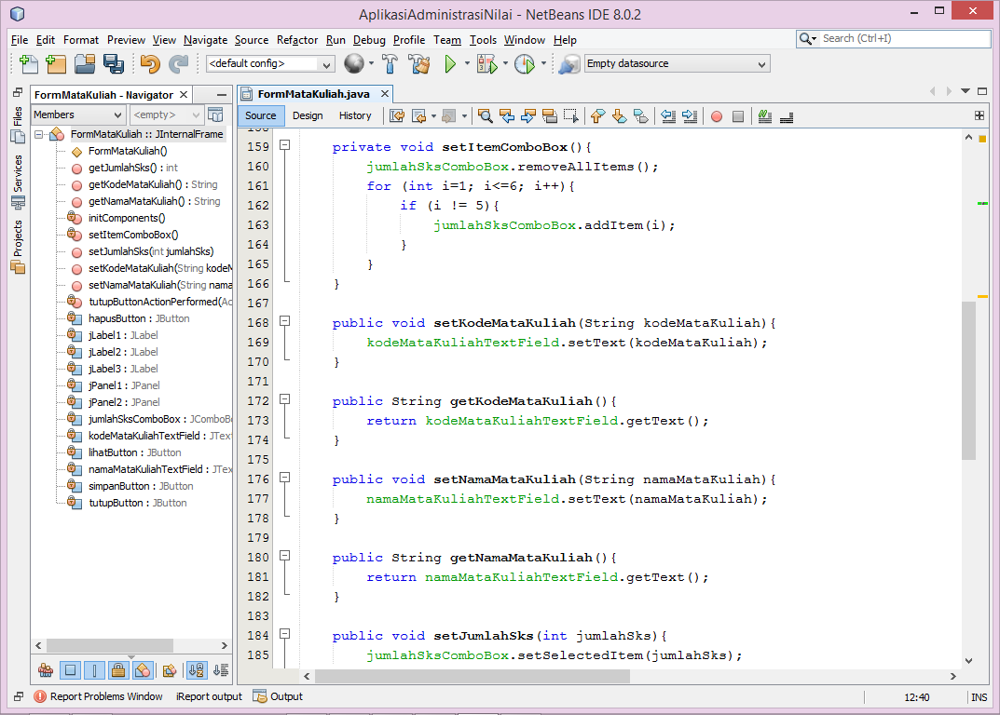 AplikasiAdministrasiNilai - NetBeans IDE 8.0.2
File Edit Format Preview View Navigate Source Refactor Run Debug Profile Team Tools Window Help
Search (Ctrl+I)
<default config>
Empty datasource
Files
Services
Projects
FormMataKuliah - Navigator
Members
<empty>
FormMataKuliah :: JInternalFrame
FormMataKuliah()
getJumlahSks() : int
getKodeMataKuliah() : String
getNamaMataKuliah() : String
initComponents()
setItemComboBox()
setJumlahSks(int jumlahSks)
setKodeMataKuliah(String kodeM
setNamaMataKuliah(String nama
tutupButtonActionPerformed(Ac
hapusButton : JButton
jLabel1 : JLabel
jLabel2 : JLabel
jLabel3 : JLabel
jPanel1 : JPanel
jPanel2 : JPanel
jumlahSksComboBox : JComboBo
kodeMataKuliahTextField : JTex
lihatButton : JButton
namaMataKuliahTextField : JTex
simpanButton : JButton
tutupButton : JButton
FormMataKuliah.java
Source Design History
159 private void setItemComboBox(){
160 jumlahSksComboBox.removeAllItems();
161 for (int i=1; i<=6; i++){
162 if (i != 5){
163 jumlahSksComboBox.addItem(i);
164 }
165 }
166 }
167
168 public void setKodeMataKuliah(String kodeMataKuliah){
169 kodeMataKuliahTextField.setText(kodeMataKuliah);
170 }
171
172 public String getKodeMataKuliah(){
173 return kodeMataKuliahTextField.getText();
174 }
175
176 public void setNamaMataKuliah(String namaMataKuliah){
177 namaMataKuliahTextField.setText(namaMataKuliah);
178 }
179
180 public String getNamaMataKuliah(){
181 return namaMataKuliahTextField.getText();
182 }
183
184 public void setJumlahSks(int jumlahSks){
185 jumlahSksComboBox.setSelectedItem(jumlahSks);
Report Problems Window iReport output Output
12:40 INS